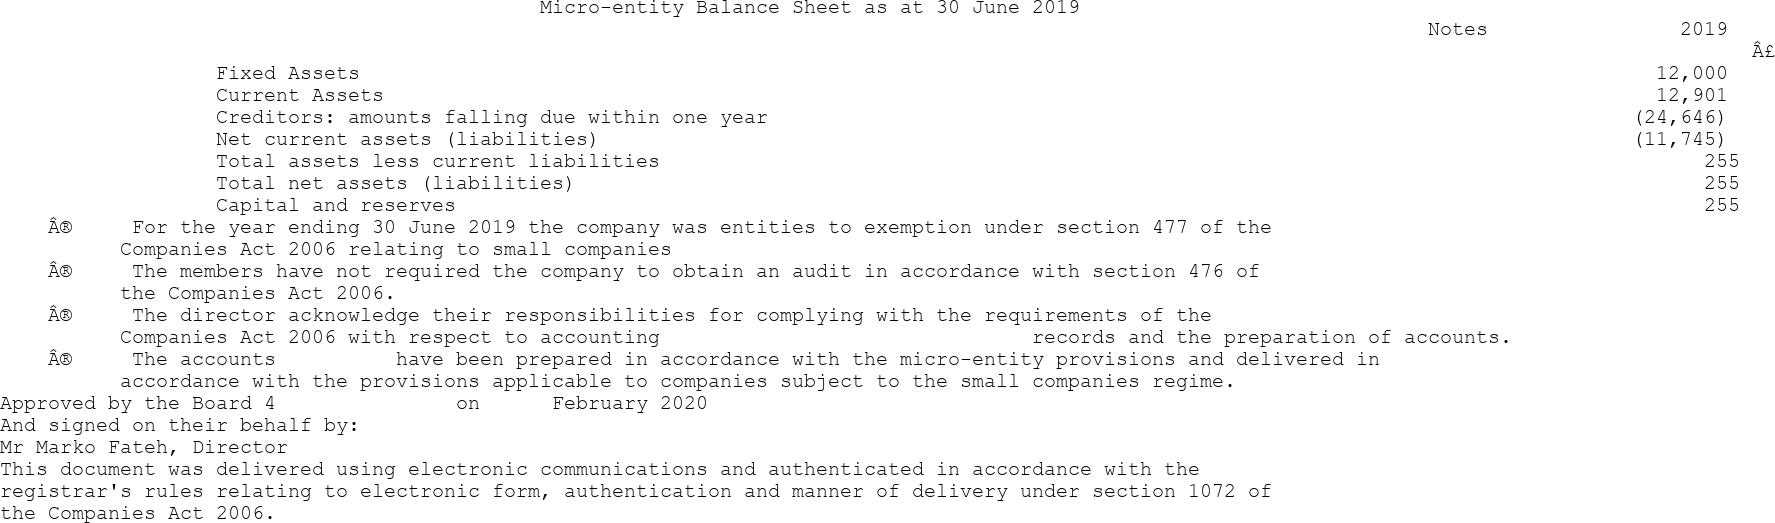 Micro-entity Balance Sheet as at 30 June 2019
Notes 2019
Â£
Fixed Assets 12,000
Current Assets 12,901
Creditors: amounts falling due within one year (24,646)
Net current assets (liabilities) (11,745)
Total assets less current liabilities 255
Total net assets (liabilities) 255
Capital and reserves 255
Â® For the year ending 30 June 2019 the company was entities to exemption under section 477 of the
Companies Act 2006 relating to small companies
Â® The members have not required the company to obtain an audit in accordance with section 476 of
the Companies Act 2006.
Â® The director acknowledge their responsibilities for complying with the requirements of the
Companies Act 2006 with respect to accounting records and the preparation of accounts.
Â® The accounts have been prepared in accordance with the micro-entity provisions and delivered in
accordance with the provisions applicable to companies subject to the small companies regime.
Approved by the Board 4 on February 2020
And signed on their behalf by:
Mr Marko Fateh, Director
This document was delivered using electronic communications and authenticated in accordance with the
registrar's rules relating to electronic form, authentication and manner of delivery under section 1072 of
the Companies Act 2006.